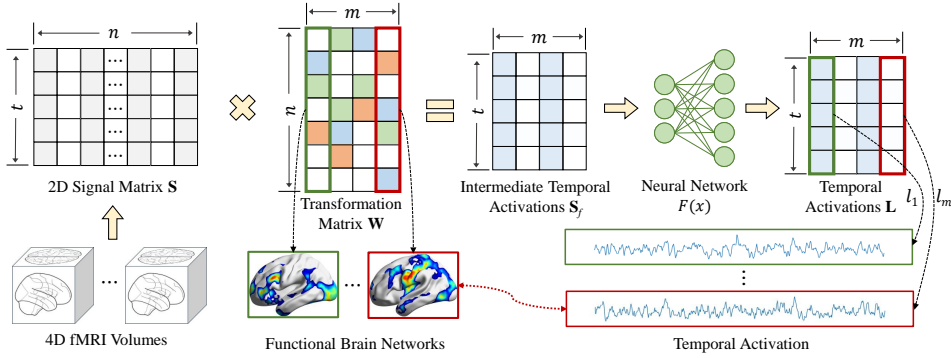 n
t
...
...
...
2D Signal Matrix S
...
4D fMRI Volumes
m
n
Transformation
Matrix W
...
Functional Brain Networks
m
t
Intermediate Temporal
Activations S_f
Neural Network
F(x)
m
t
Temporal
Activations L
l_1
l_m
...
Temporal Activation